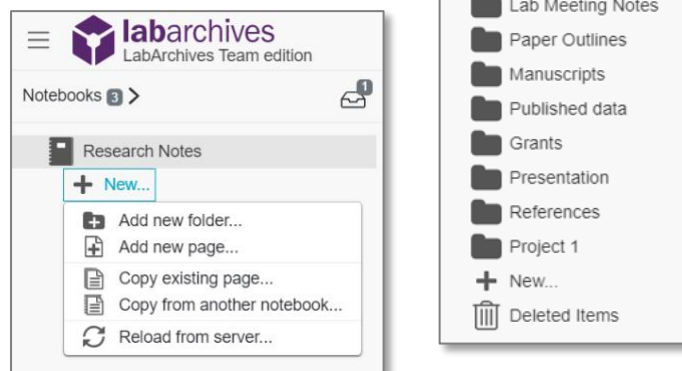 labarchives
LabArchives Team edition
Notebooks 3 >
1
Research Notes
+ New...
Add new folder...
Add new page...
Copy existing page...
Copy from another notebook...
Reload from server...
Lab Meeting Notes
Paper Outlines
Manuscripts
Published data
Grants
Presentation
References
Project 1
+ New...
Deleted Items